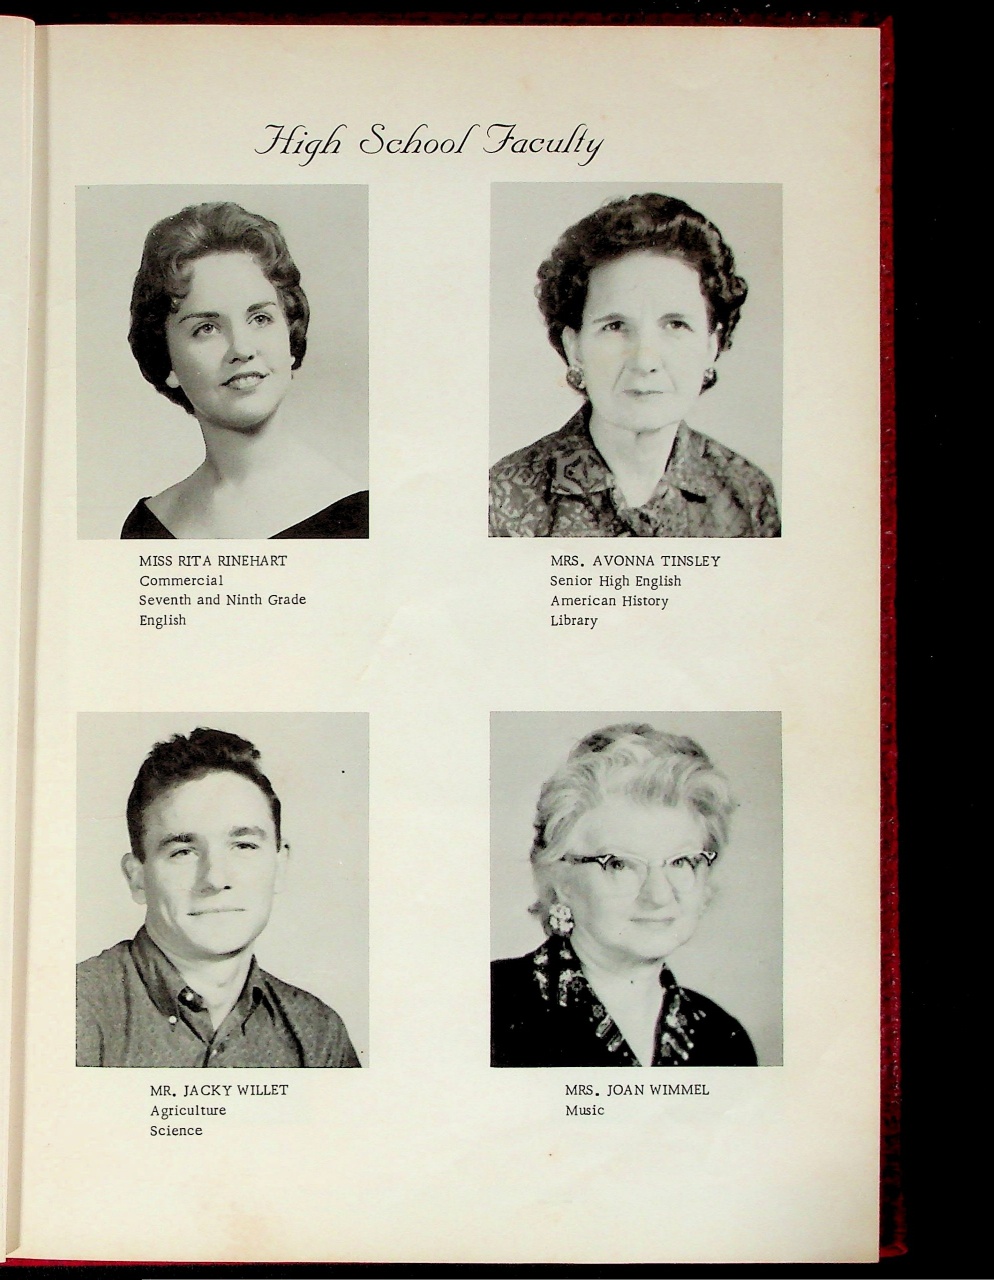 High School Faculty
MISS RITA RINEHART
Commercial
Seventh and Ninth Grade
English
MRS. AVONNA TINSLEY
Senior High English
American History
Library
MR. JACKY WILLET
Agriculture
Science
MRS. JOAN WIMMEL
Music